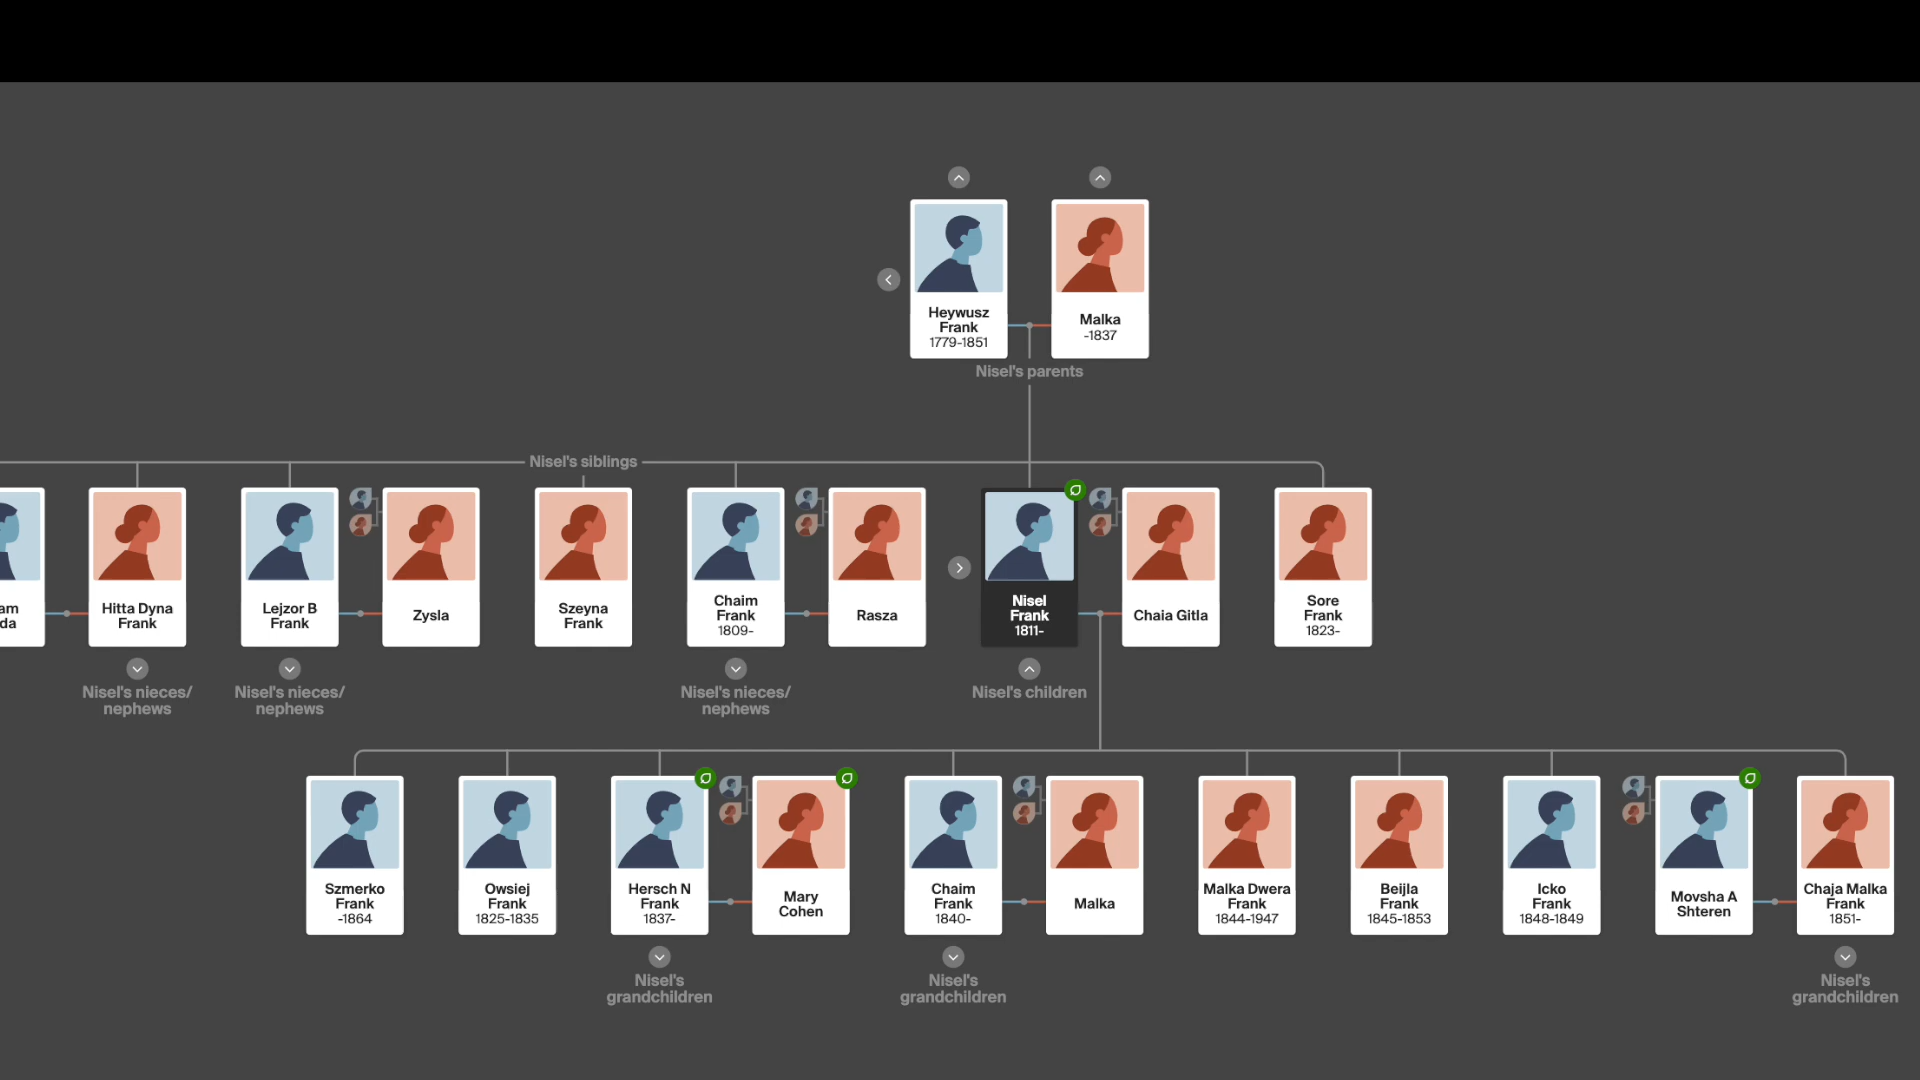 Heywusz
Frank
1779-1851
Malka
-1837
Nisel's parents
Nisel's siblings
am
da
Hitta Dyna
Frank
Lejzor B
Frank
Zysla
Szeyna
Frank
Chaim
Frank
1809-
Rasza
Nisel
Frank
1811-
Chaia Gitla
Sore
Frank
1823-
Nisel's nieces/
nephews
Nisel's nieces/
nephews
Nisel's nieces/
nephews
Nisel's children
Szmerko
Frank
-1864
Owsiej
Frank
1825-1835
Hersch N
Frank
1837-
Mary
Cohen
Chaim
Frank
1840-
Malka
Malka Dwera
Frank
1844-1947
Beijla
Frank
1845-1853
Icko
Frank
1848-1849
Movsha A
Shteren
Chaja Malka
Frank
1851-
Nisel's
grandchildren
Nisel's
grandchildren
Nisel's
grandchildren